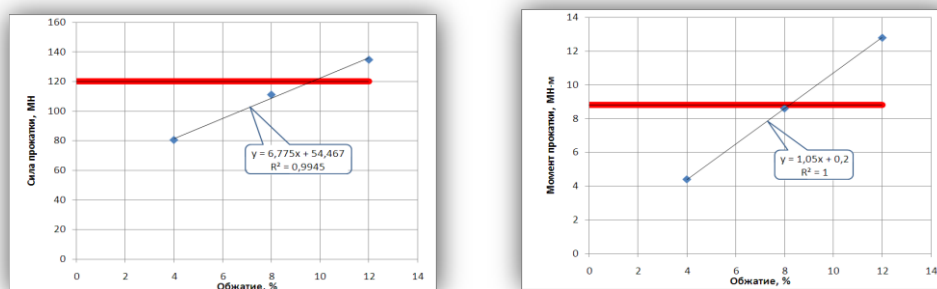 160
140
120
100
80
60
40
20
0
0 2 4 6 8 10 12 14
Сила прокатки, МН
Обжатие, %
y = 6,775x + 54,467
R² = 0,9945
14
12
10
8
6
4
2
0
0 2 4 6 8 10 12 14
Момент прокатки, МН·м
Обжатие, %
y = 1,05x + 0,2
R² = 1